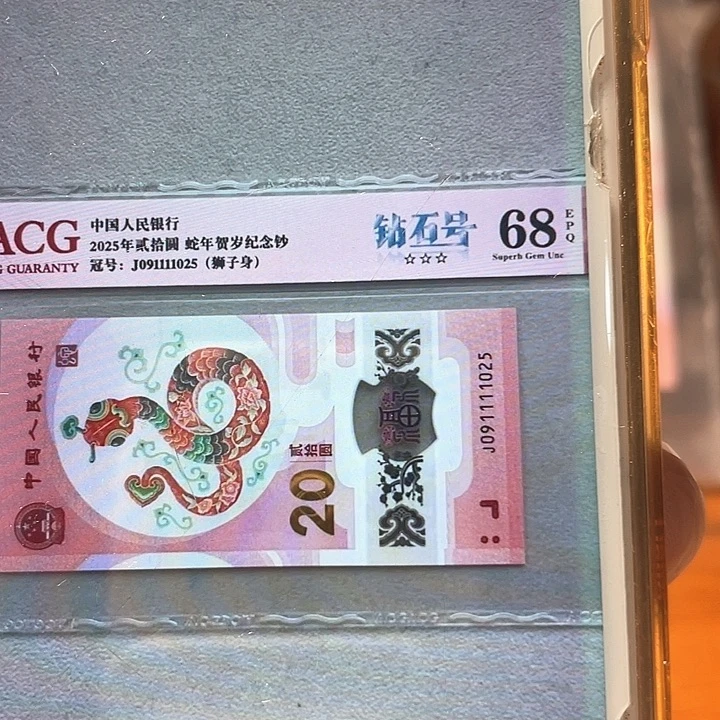 ACG
G GUARANTY
中国人民银行
2025年贰拾圆 蛇年贺岁纪念钞
冠号：J091111025（狮子身）
钻石号
☆☆☆
68
EPQ
Superb Gem Unc
中国人民银行
贰拾圆
20
J091111025